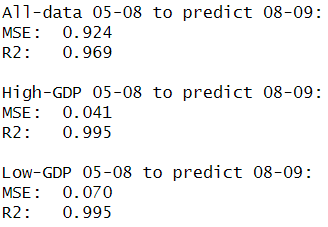 All-data 05-08 to predict 08-09:
MSE:  0.924
R2:   0.969

High-GDP 05-08 to predict 08-09:
MSE:  0.041
R2:   0.995

Low-GDP 05-08 to predict 08-09:
MSE:  0.070
R2:   0.995